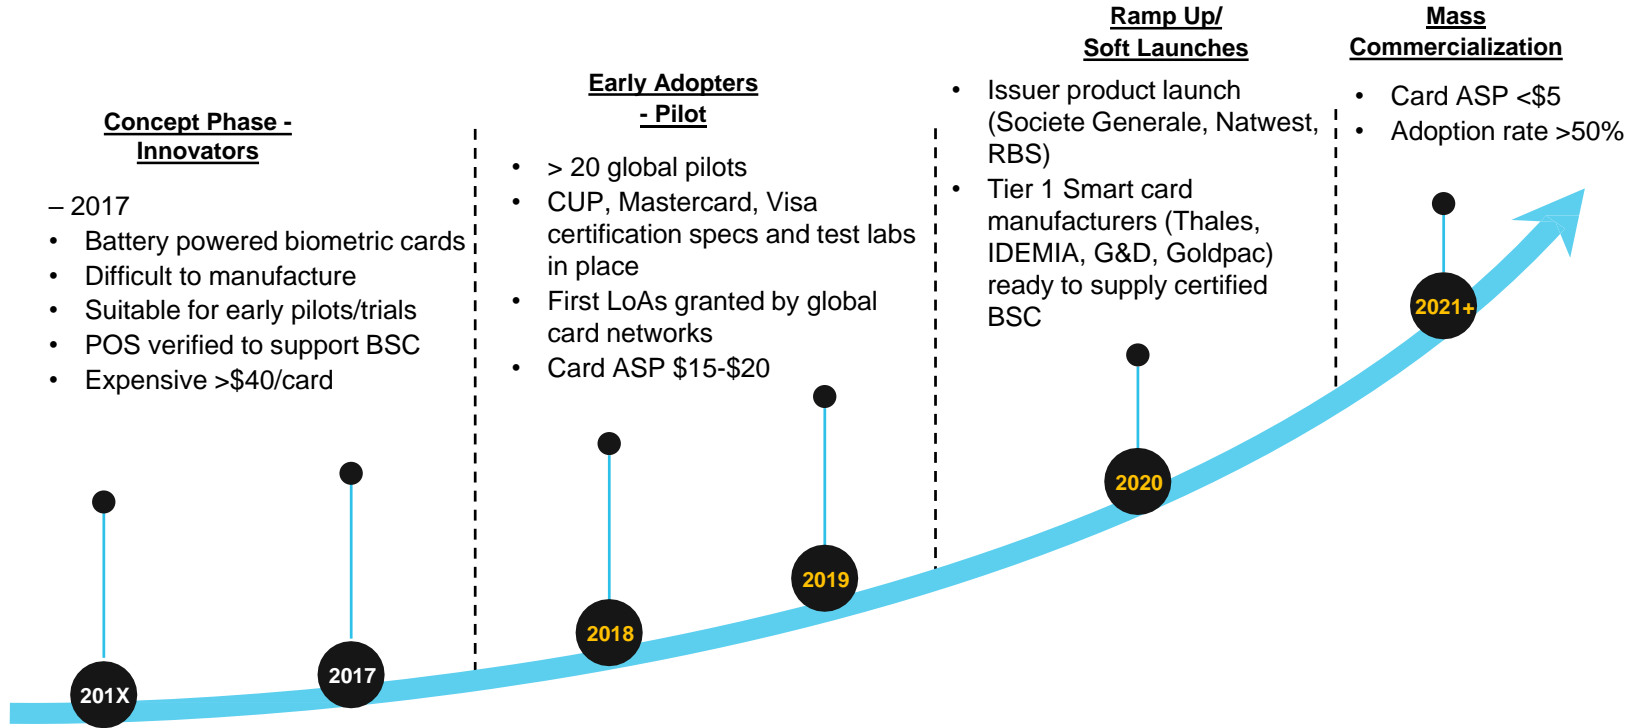 Concept Phase -
Innovators
– 2017
• Battery powered biometric cards
• Difficult to manufacture
• Suitable for early pilots/trials
• POS verified to support BSC
• Expensive >$40/card
Early Adopters
- Pilot
• > 20 global pilots
• CUP, Mastercard, Visa
certification specs and test labs
in place
• First LoAs granted by global
card networks
• Card ASP $15-$20
Ramp Up/
Soft Launches
• Issuer product launch
(Societe Generale, Natwest,
RBS)
• Tier 1 Smart card
manufacturers (Thales,
IDEMIA, G&D, Goldpac)
ready to supply certified
BSC
Mass
Commercialization
• Card ASP <$5
• Adoption rate >50%
201X
2017
2018
2019
2020
2021+